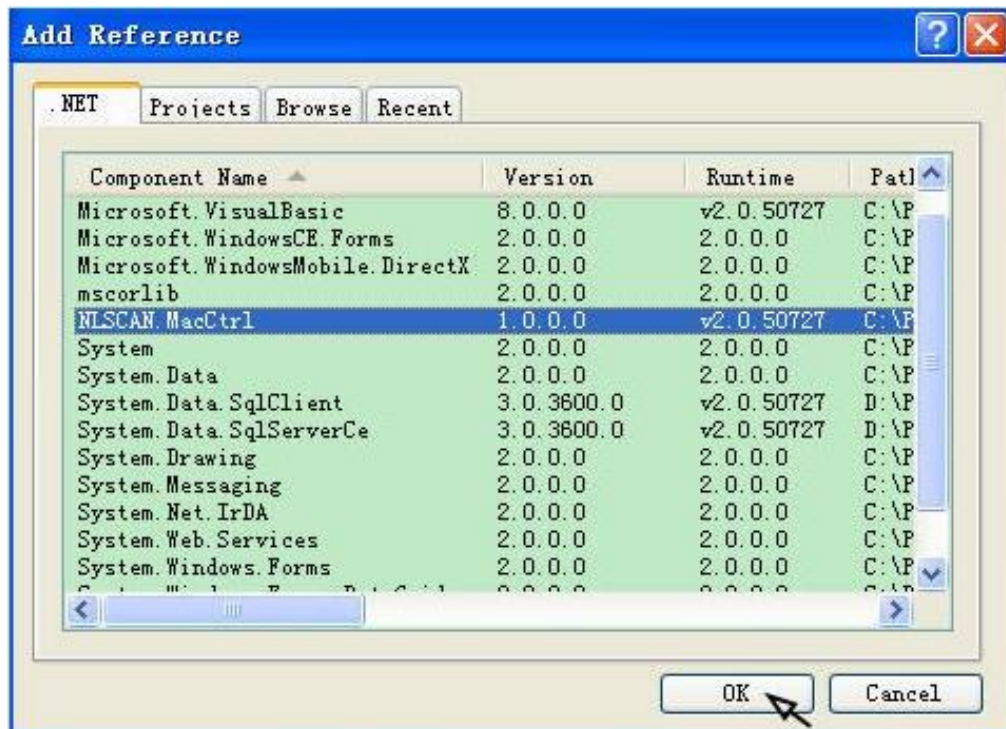 Add Reference
.NET Projects Browse Recent
Component Name Version Runtime
Microsoft.VisualBasic 8.0.0.0 v2.0.50727 C:\P
Microsoft.WindowsCE.Forms 2.0.0.0 2.0.0.0 C:\P
Microsoft.WindowsMobile.DirectX 2.0.0.0 2.0.0.0 C:\P
mscorlib 2.0.0.0 2.0.0.0 C:\P
NLSCAN.MacCtrl 1.0.0.0 v2.0.50727 C:\P
System 2.0.0.0 2.0.0.0 C:\P
System.Data 2.0.0.0 2.0.0.0 C:\P
System.Data.SqlClient 3.0.3600.0 v2.0.50727 D:\P
System.Data.SqlServerCe 3.0.3600.0 v2.0.50727 D:\P
System.Drawing 2.0.0.0 2.0.0.0 C:\P
System.Messaging 2.0.0.0 2.0.0.0 C:\P
System.Net.IrDA 2.0.0.0 2.0.0.0 C:\P
System.Web.Services 2.0.0.0 2.0.0.0 C:\P
System.Windows.Forms 2.0.0.0 2.0.0.0 C:\P
OK Cancel